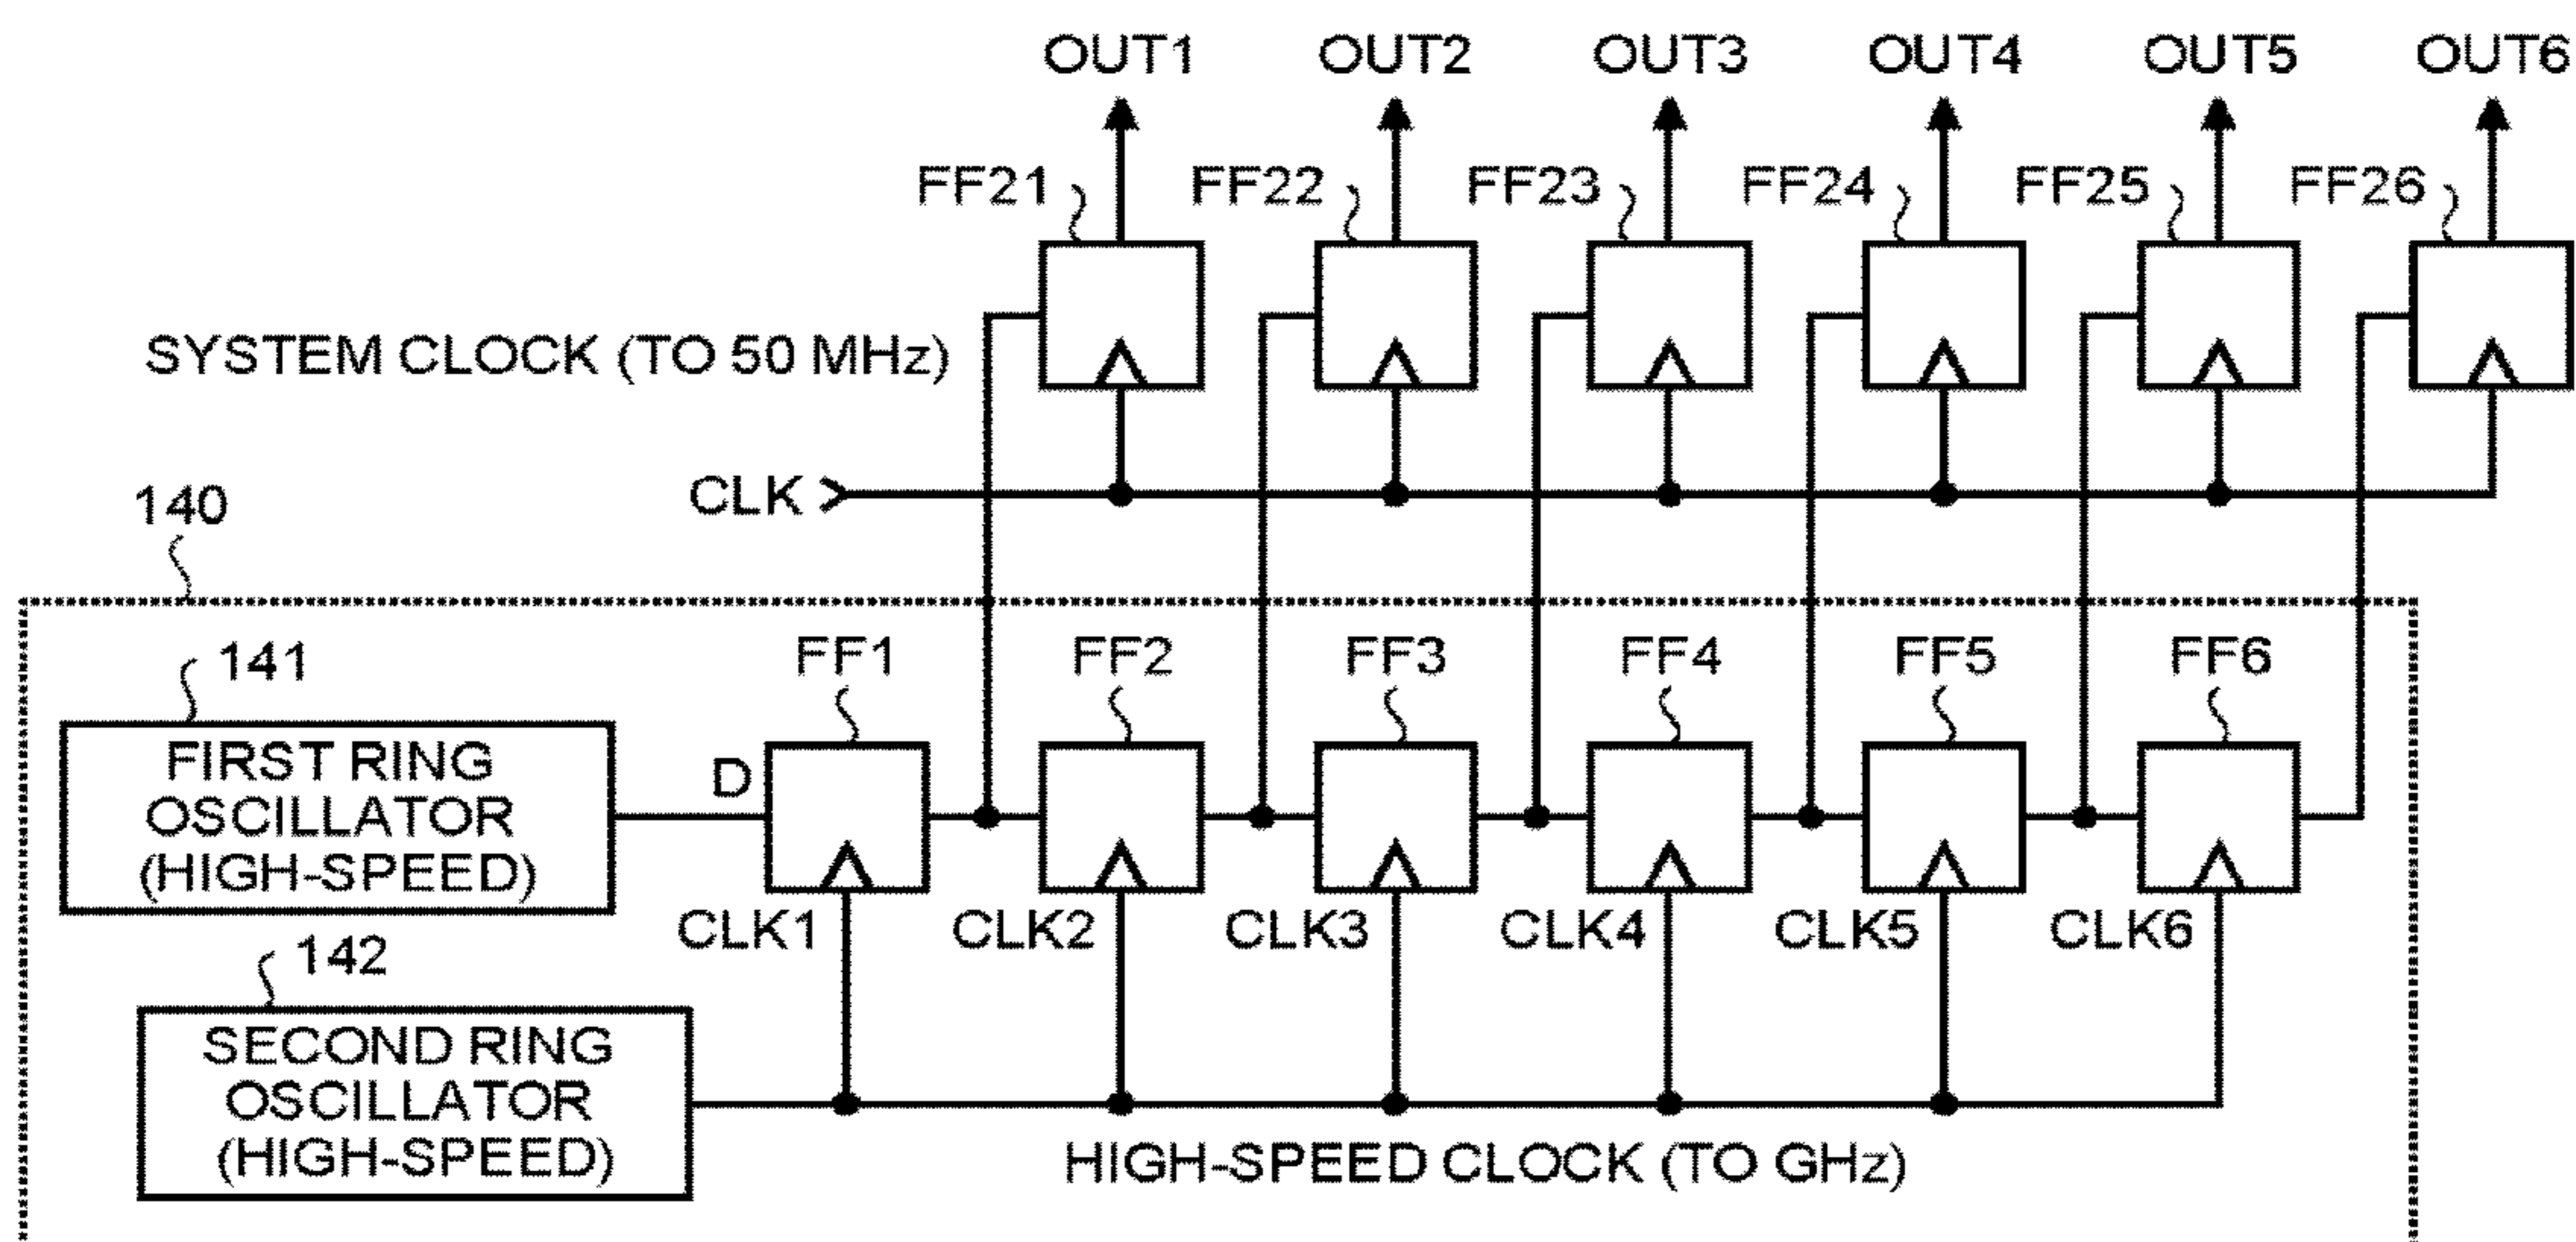 OUT1 OUT2 OUT3 OUT4 OUT5 OUT6
FF21 FF22 FF23 FF24 FF25 FF26
SYSTEM CLOCK (TO 50 MHz)
CLK
140
FF1 FF2 FF3 FF4 FF5 FF6
141
D
FIRST RING
OSCILLATOR
(HIGH-SPEED)
CLK1 CLK2 CLK3 CLK4 CLK5 CLK6
142
SECOND RING
OSCILLATOR
(HIGH-SPEED)
HIGH-SPEED CLOCK (TO GHz)